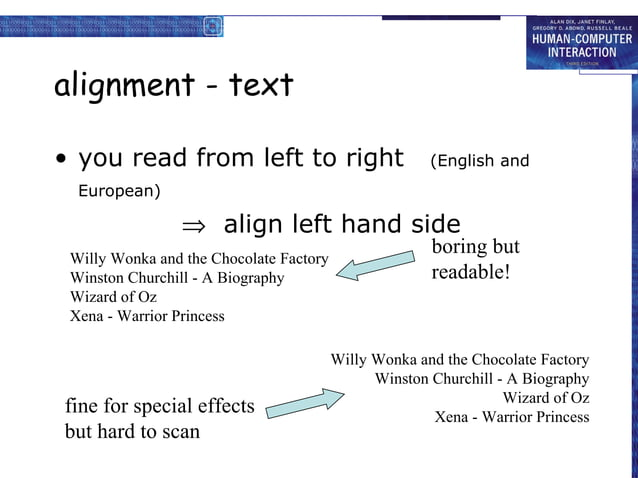 ALAN DIX, JANET FINLAY,
GREGORY D. ABOWD, RUSSELL BEALE
HUMAN-COMPUTER
INTERACTION
THIRD EDITION
alignment - text
• you read from left to right (English and
European)
⇒ align left hand side
boring but
readable!
Willy Wonka and the Chocolate Factory
Winston Churchill - A Biography
Wizard of Oz
Xena - Warrior Princess
Willy Wonka and the Chocolate Factory
Winston Churchill - A Biography
Wizard of Oz
Xena - Warrior Princess
fine for special effects
but hard to scan